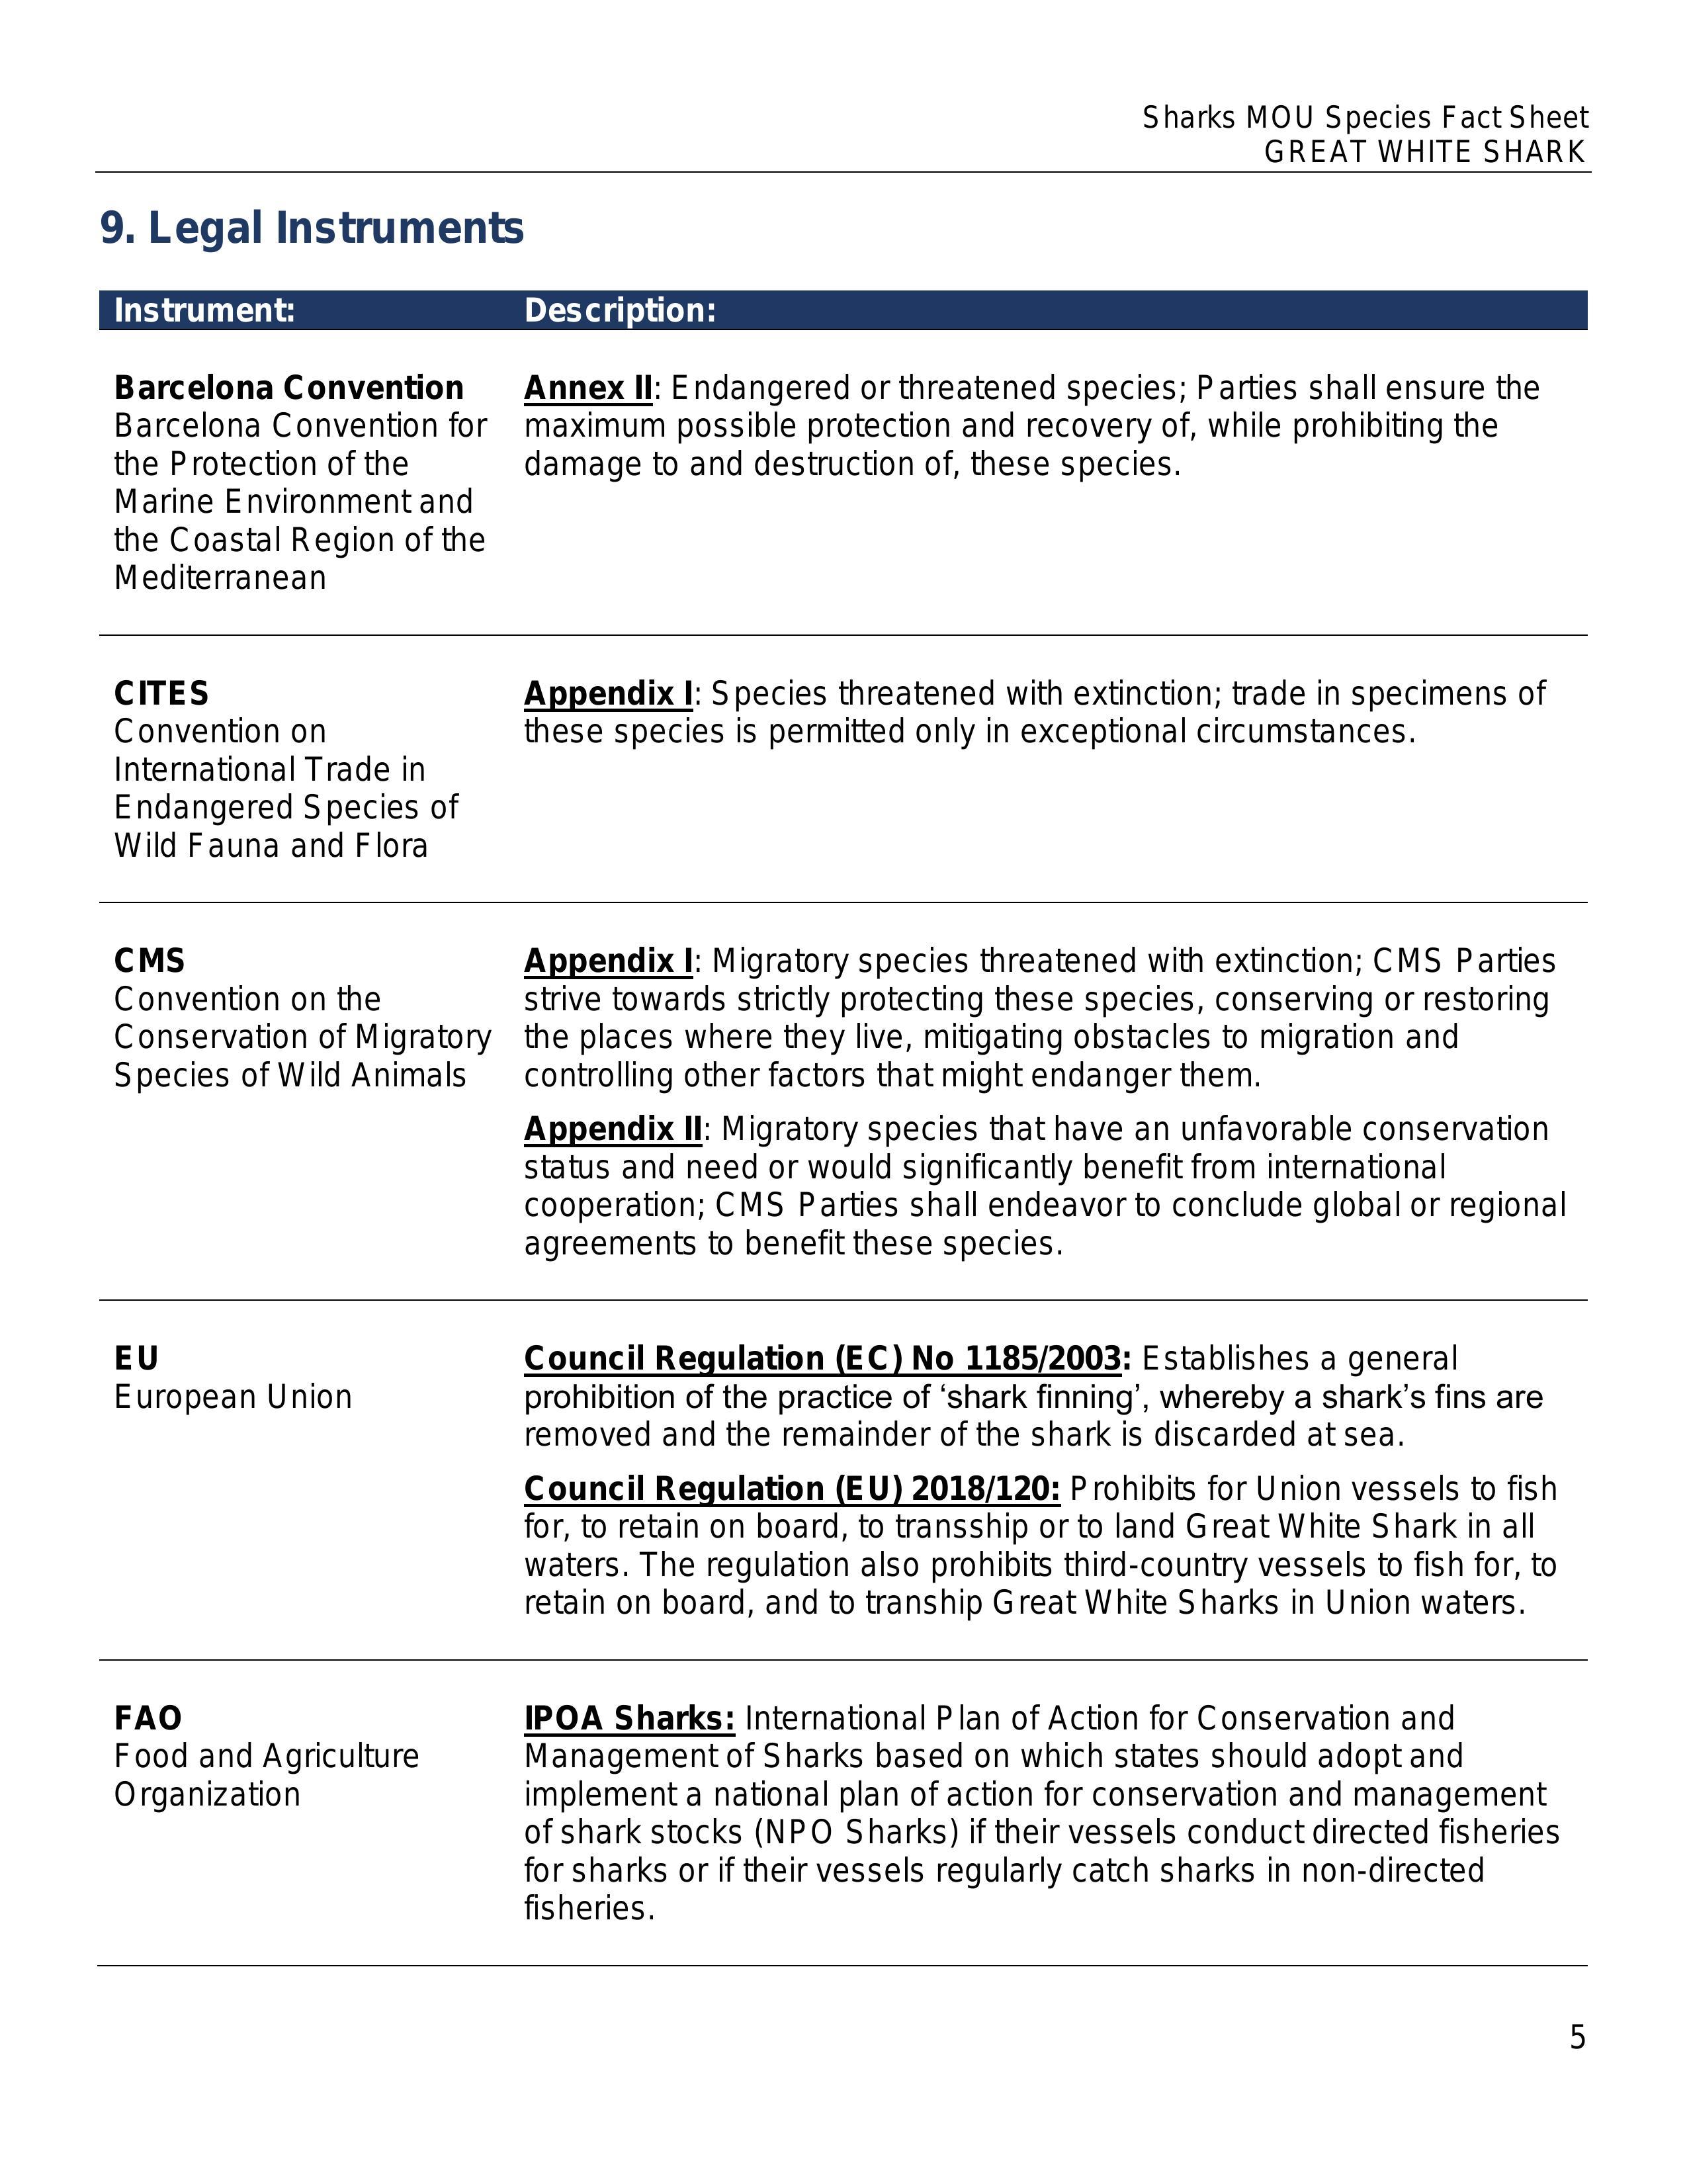 Sharks MOU Species Fact Sheet
GREAT WHITE SHARK
9. Legal Instruments
Instrument:
Description:
Barcelona Convention
Barcelona Convention for
the Protection of the
Marine Environment and
the Coastal Region of the
Mediterranean
Annex II: Endangered or threatened species; Parties shall ensure the
maximum possible protection and recovery of, while prohibiting the
damage to and destruction of, these species.
CITES
Convention on
International Trade in
Endangered Species of
Wild Fauna and Flora
Appendix I: Species threatened with extinction; trade in specimens of
these species is permitted only in exceptional circumstances.
CMS
Convention on the
Conservation of Migratory
Species of Wild Animals
Appendix I: Migratory species threatened with extinction; CMS Parties
strive towards strictly protecting these species, conserving or restoring
the places where they live, mitigating obstacles to migration and
controlling other factors that might endanger them.
Appendix II: Migratory species that have an unfavorable conservation
status and need or would significantly benefit from international
cooperation; CMS Parties shall endeavor to conclude global or regional
agreements to benefit these species.
EU
European Union
Council Regulation (EC) No 1185/2003: Establishes a general
prohibition of the practice of ‘shark finning’, whereby a shark’s fins are
removed and the remainder of the shark is discarded at sea.
Council Regulation (EU) 2018/120: Prohibits for Union vessels to fish
for, to retain on board, to transship or to land Great White Shark in all
waters. The regulation also prohibits third-country vessels to fish for, to
retain on board, and to tranship Great White Sharks in Union waters.
FAO
Food and Agriculture
Organization
IPOA Sharks: International Plan of Action for Conservation and
Management of Sharks based on which states should adopt and
implement a national plan of action for conservation and management
of shark stocks (NPO Sharks) if their vessels conduct directed fisheries
for sharks or if their vessels regularly catch sharks in non-directed
fisheries.
5